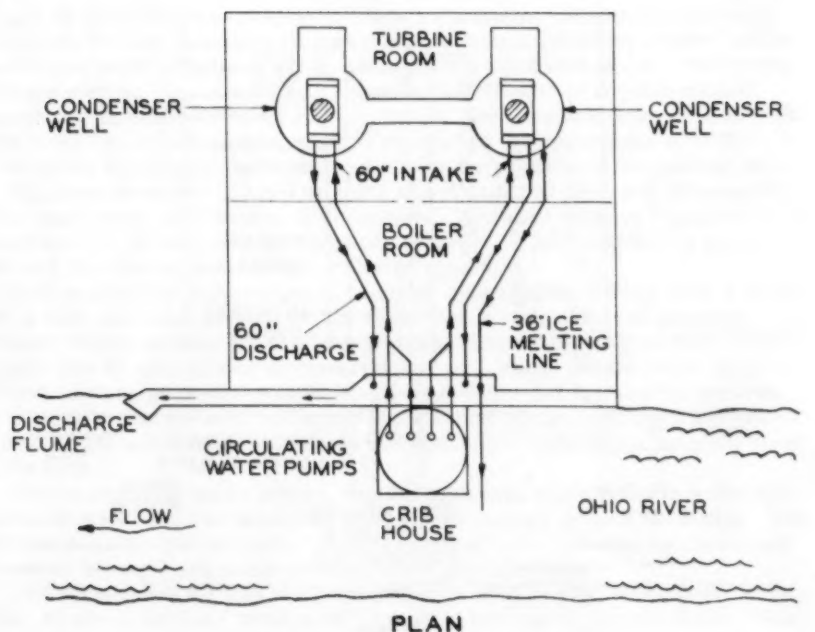 TURBINE
ROOM
CONDENSER
WELL
CONDENSER
WELL
60" INTAKE
BOILER
ROOM
60"
DISCHARGE
36" ICE
MELTING
LINE
DISCHARGE
FLUME
CIRCULATING
WATER PUMPS
FLOW
CRIB
HOUSE
OHIO RIVER
PLAN